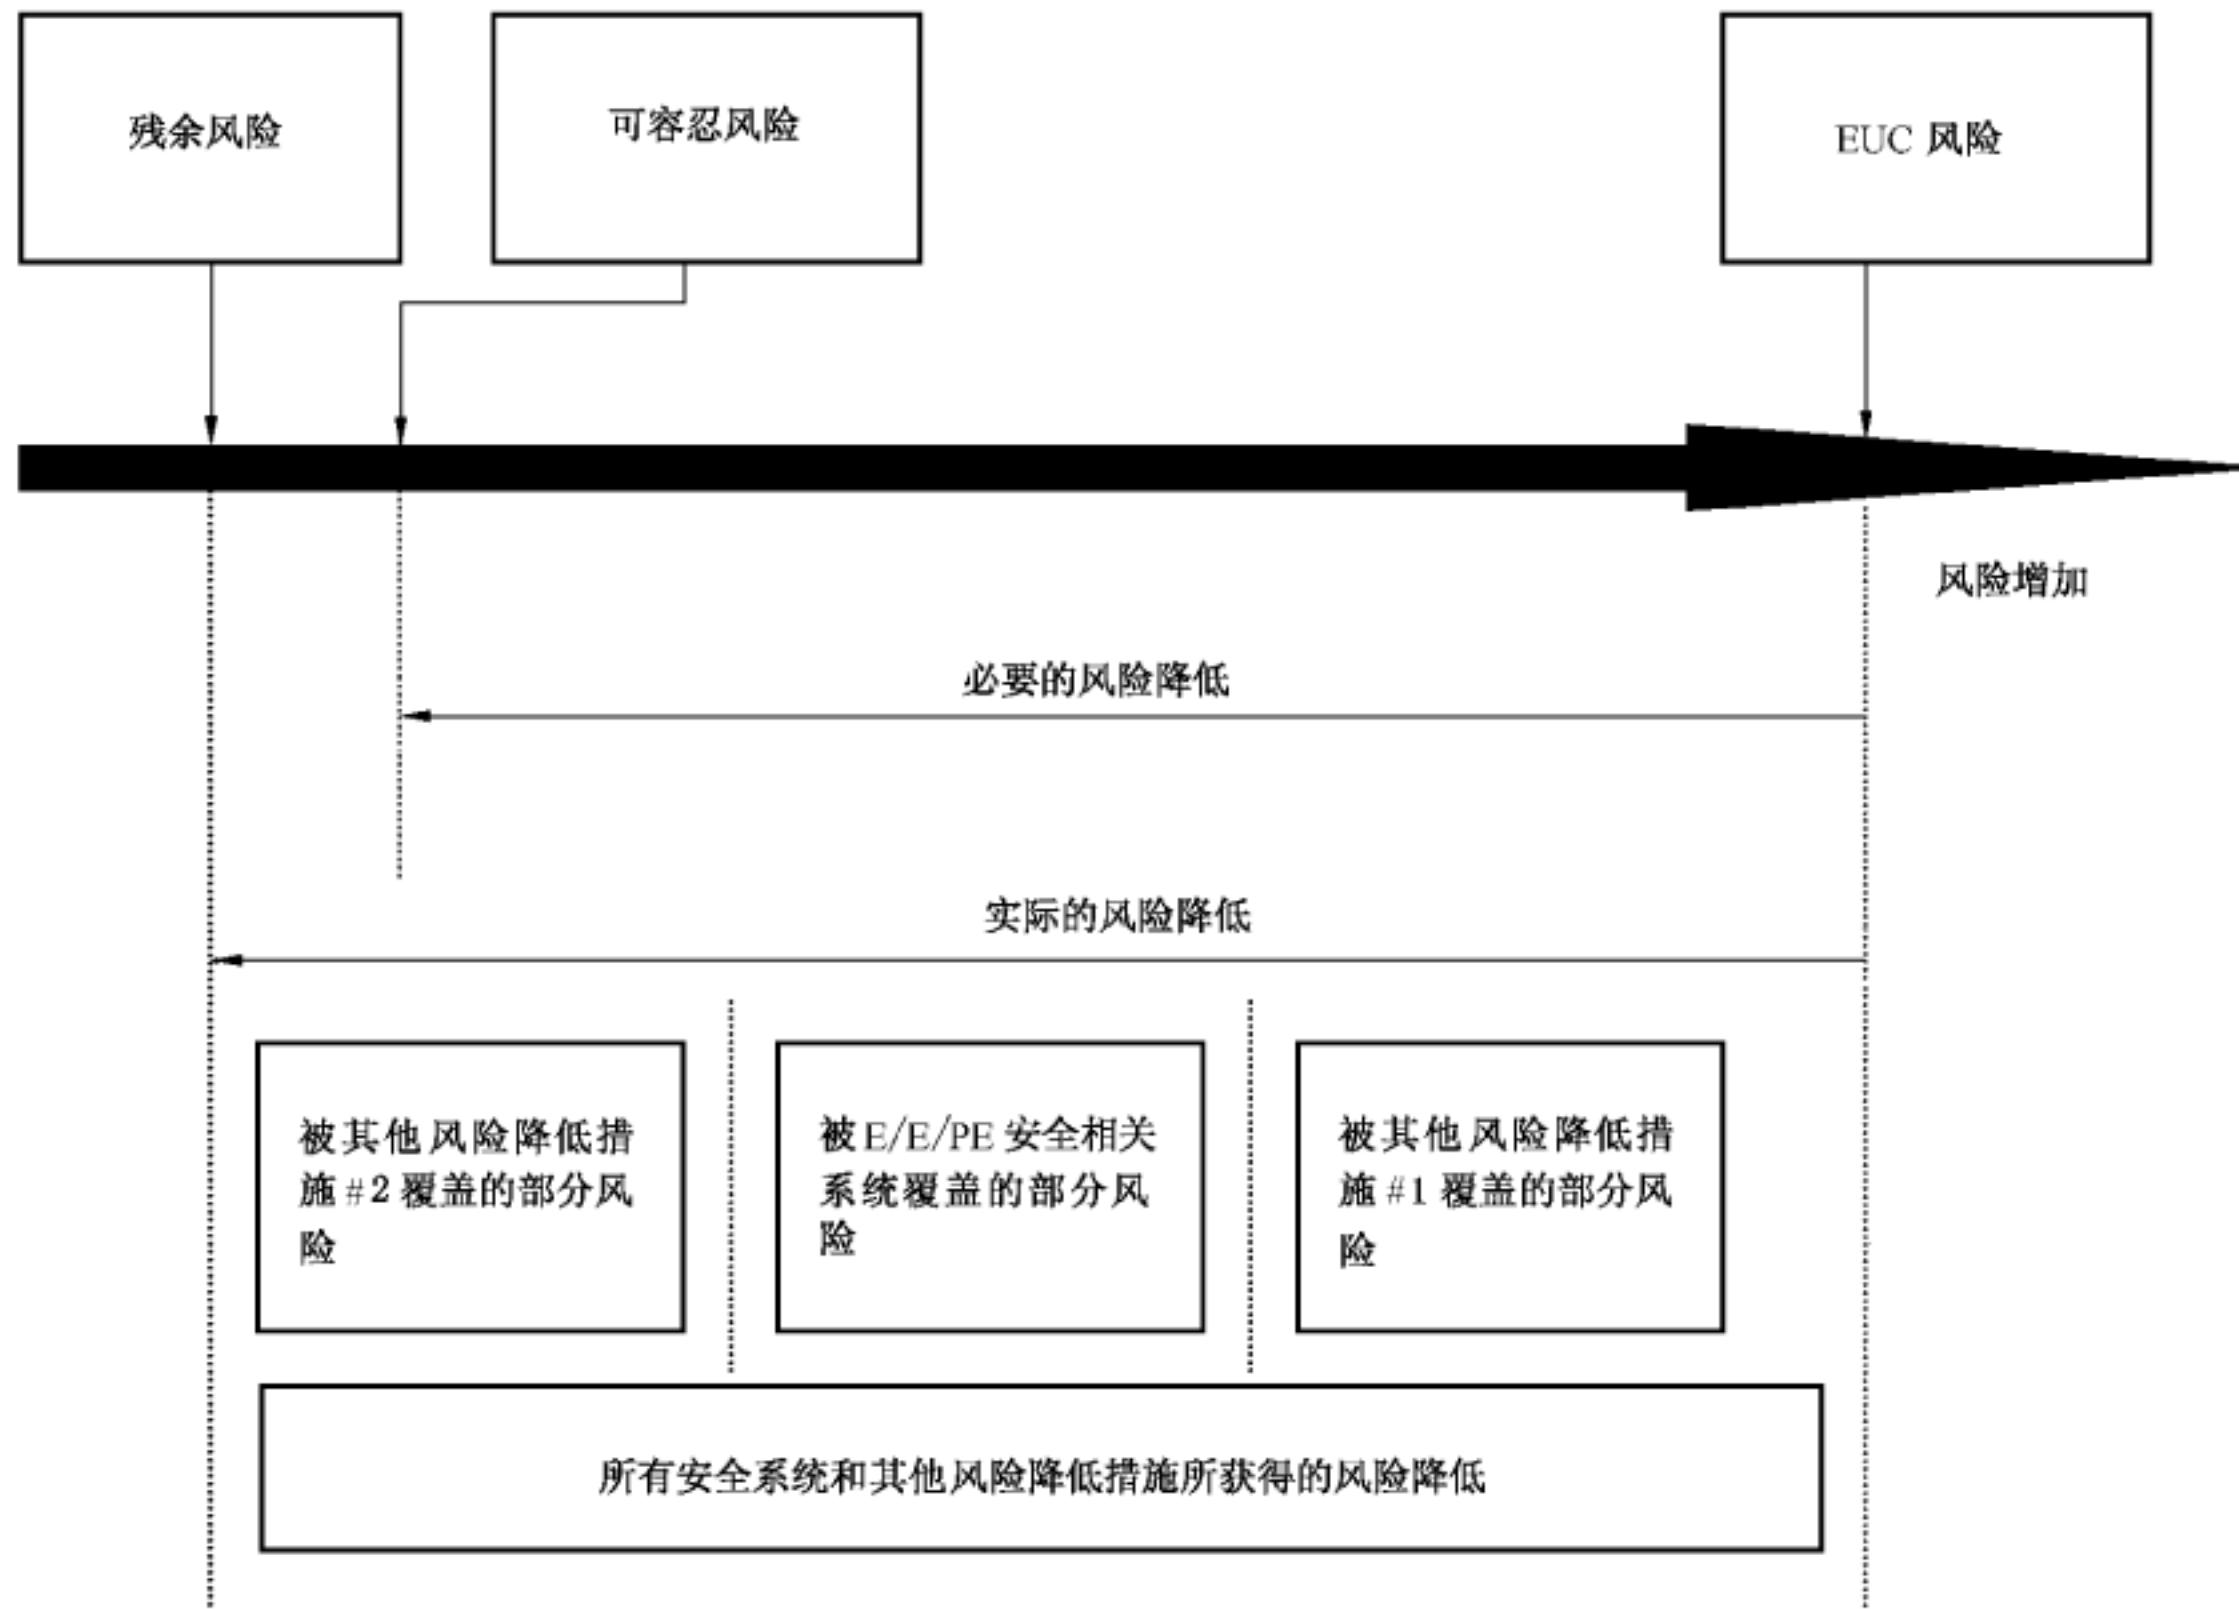 残余风险
可容忍风险
EUC 风险
风险增加
必要的风险降低
实际的风险降低
被其他风险降低措
施#2覆盖的部分风
险
被E/E/PE安全相关
系统覆盖的部分风
险
被其他风险降低措
施#1覆盖的部分风
险
所有安全系统和其他风险降低措施所获得的风险降低